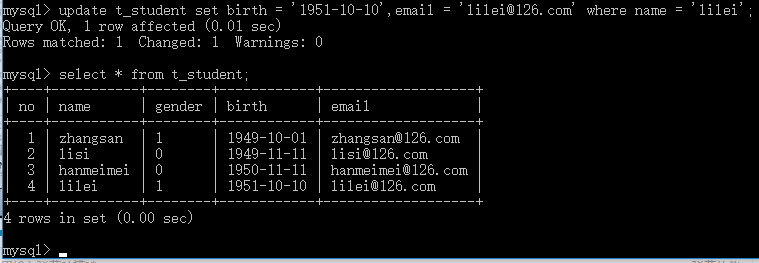 mysql> update t_student set birth = '1951-10-10',email = 'lilei@126.com' where name = 'lilei';
Query OK, 1 row affected (0.01 sec)
Rows matched: 1  Changed: 1  Warnings: 0
mysql> select * from t_student;
+----+-----------+--------+------------+-------------------+
| no | name      | gender | birth      | email             |
+----+-----------+--------+------------+-------------------+
|  1 | zhangsan  | 1      | 1949-10-01 | zhangsan@126.com  |
|  2 | lisi      | 0      | 1949-11-11 | lisi@126.com      |
|  3 | hanmeimei | 0      | 1950-11-11 | hanmeimei@126.com |
|  4 | lilei     | 1      | 1951-10-10 | lilei@126.com     |
+----+-----------+--------+------------+-------------------+
4 rows in set (0.00 sec)
mysql>